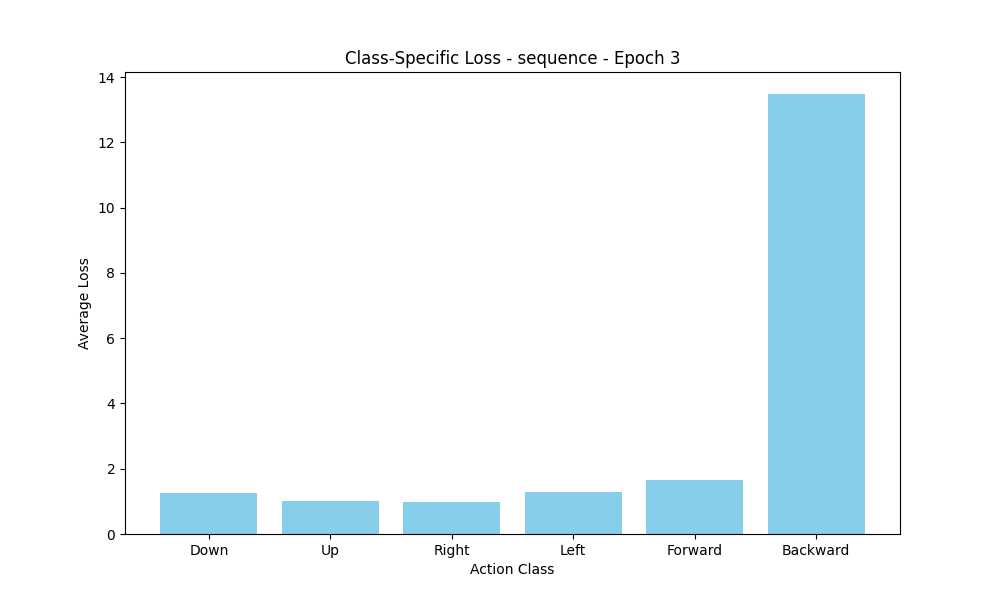 Class-Specific Loss - sequence - Epoch 3
14
12
10
8
6
4
2
0
Average Loss
Down Up Right Left Forward Backward
Action Class